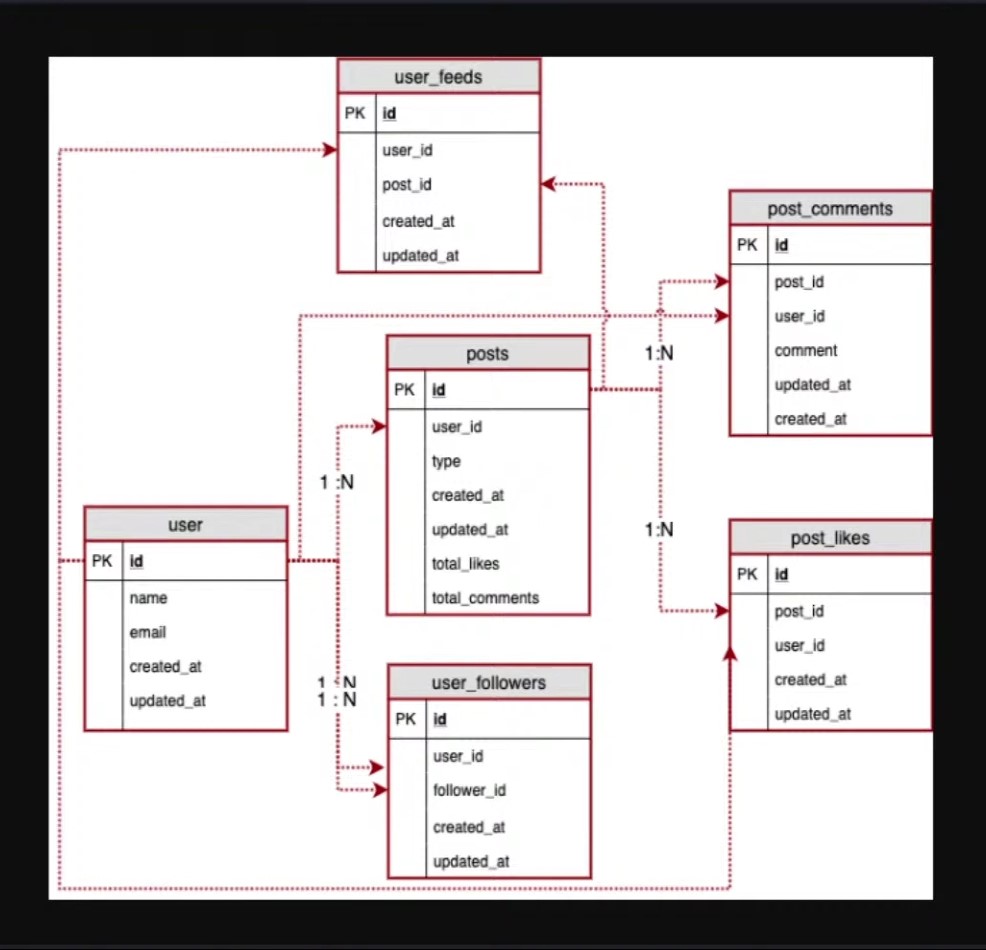 user_feeds
PK id
user_id
post_id
created_at
updated_at
post_comments
PK id
post_id
user_id
comment
updated_at
created_at
1:N
posts
PK id
user_id
type
created_at
updated_at
total_likes
total_comments
1 :N
1:N
user
PK id
name
email
created_at
updated_at
post_likes
PK id
post_id
user_id
created_at
updated_at
1 : N
1 : N
user_followers
PK id
user_id
follower_id
created_at
updated_at